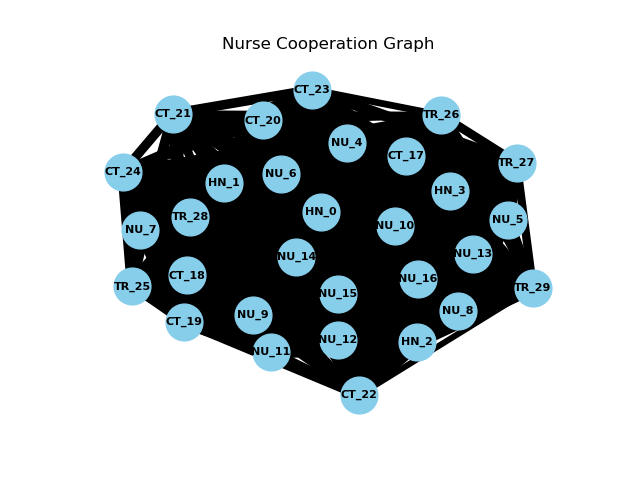 Nurse Cooperation Graph
CT_23
CT_21
CT_20
TR_26
NU_4
CT_17
TR_27
CT_24
NU_6
HN_1
HN_3
HN_0
TR_28
NU_5
NU_10
NU_7
NU_13
NU_14
CT_18
NU_16
TR_25
TR_29
NU_15
NU_8
NU_9
CT_19
NU_12
HN_2
NU_11
CT_22